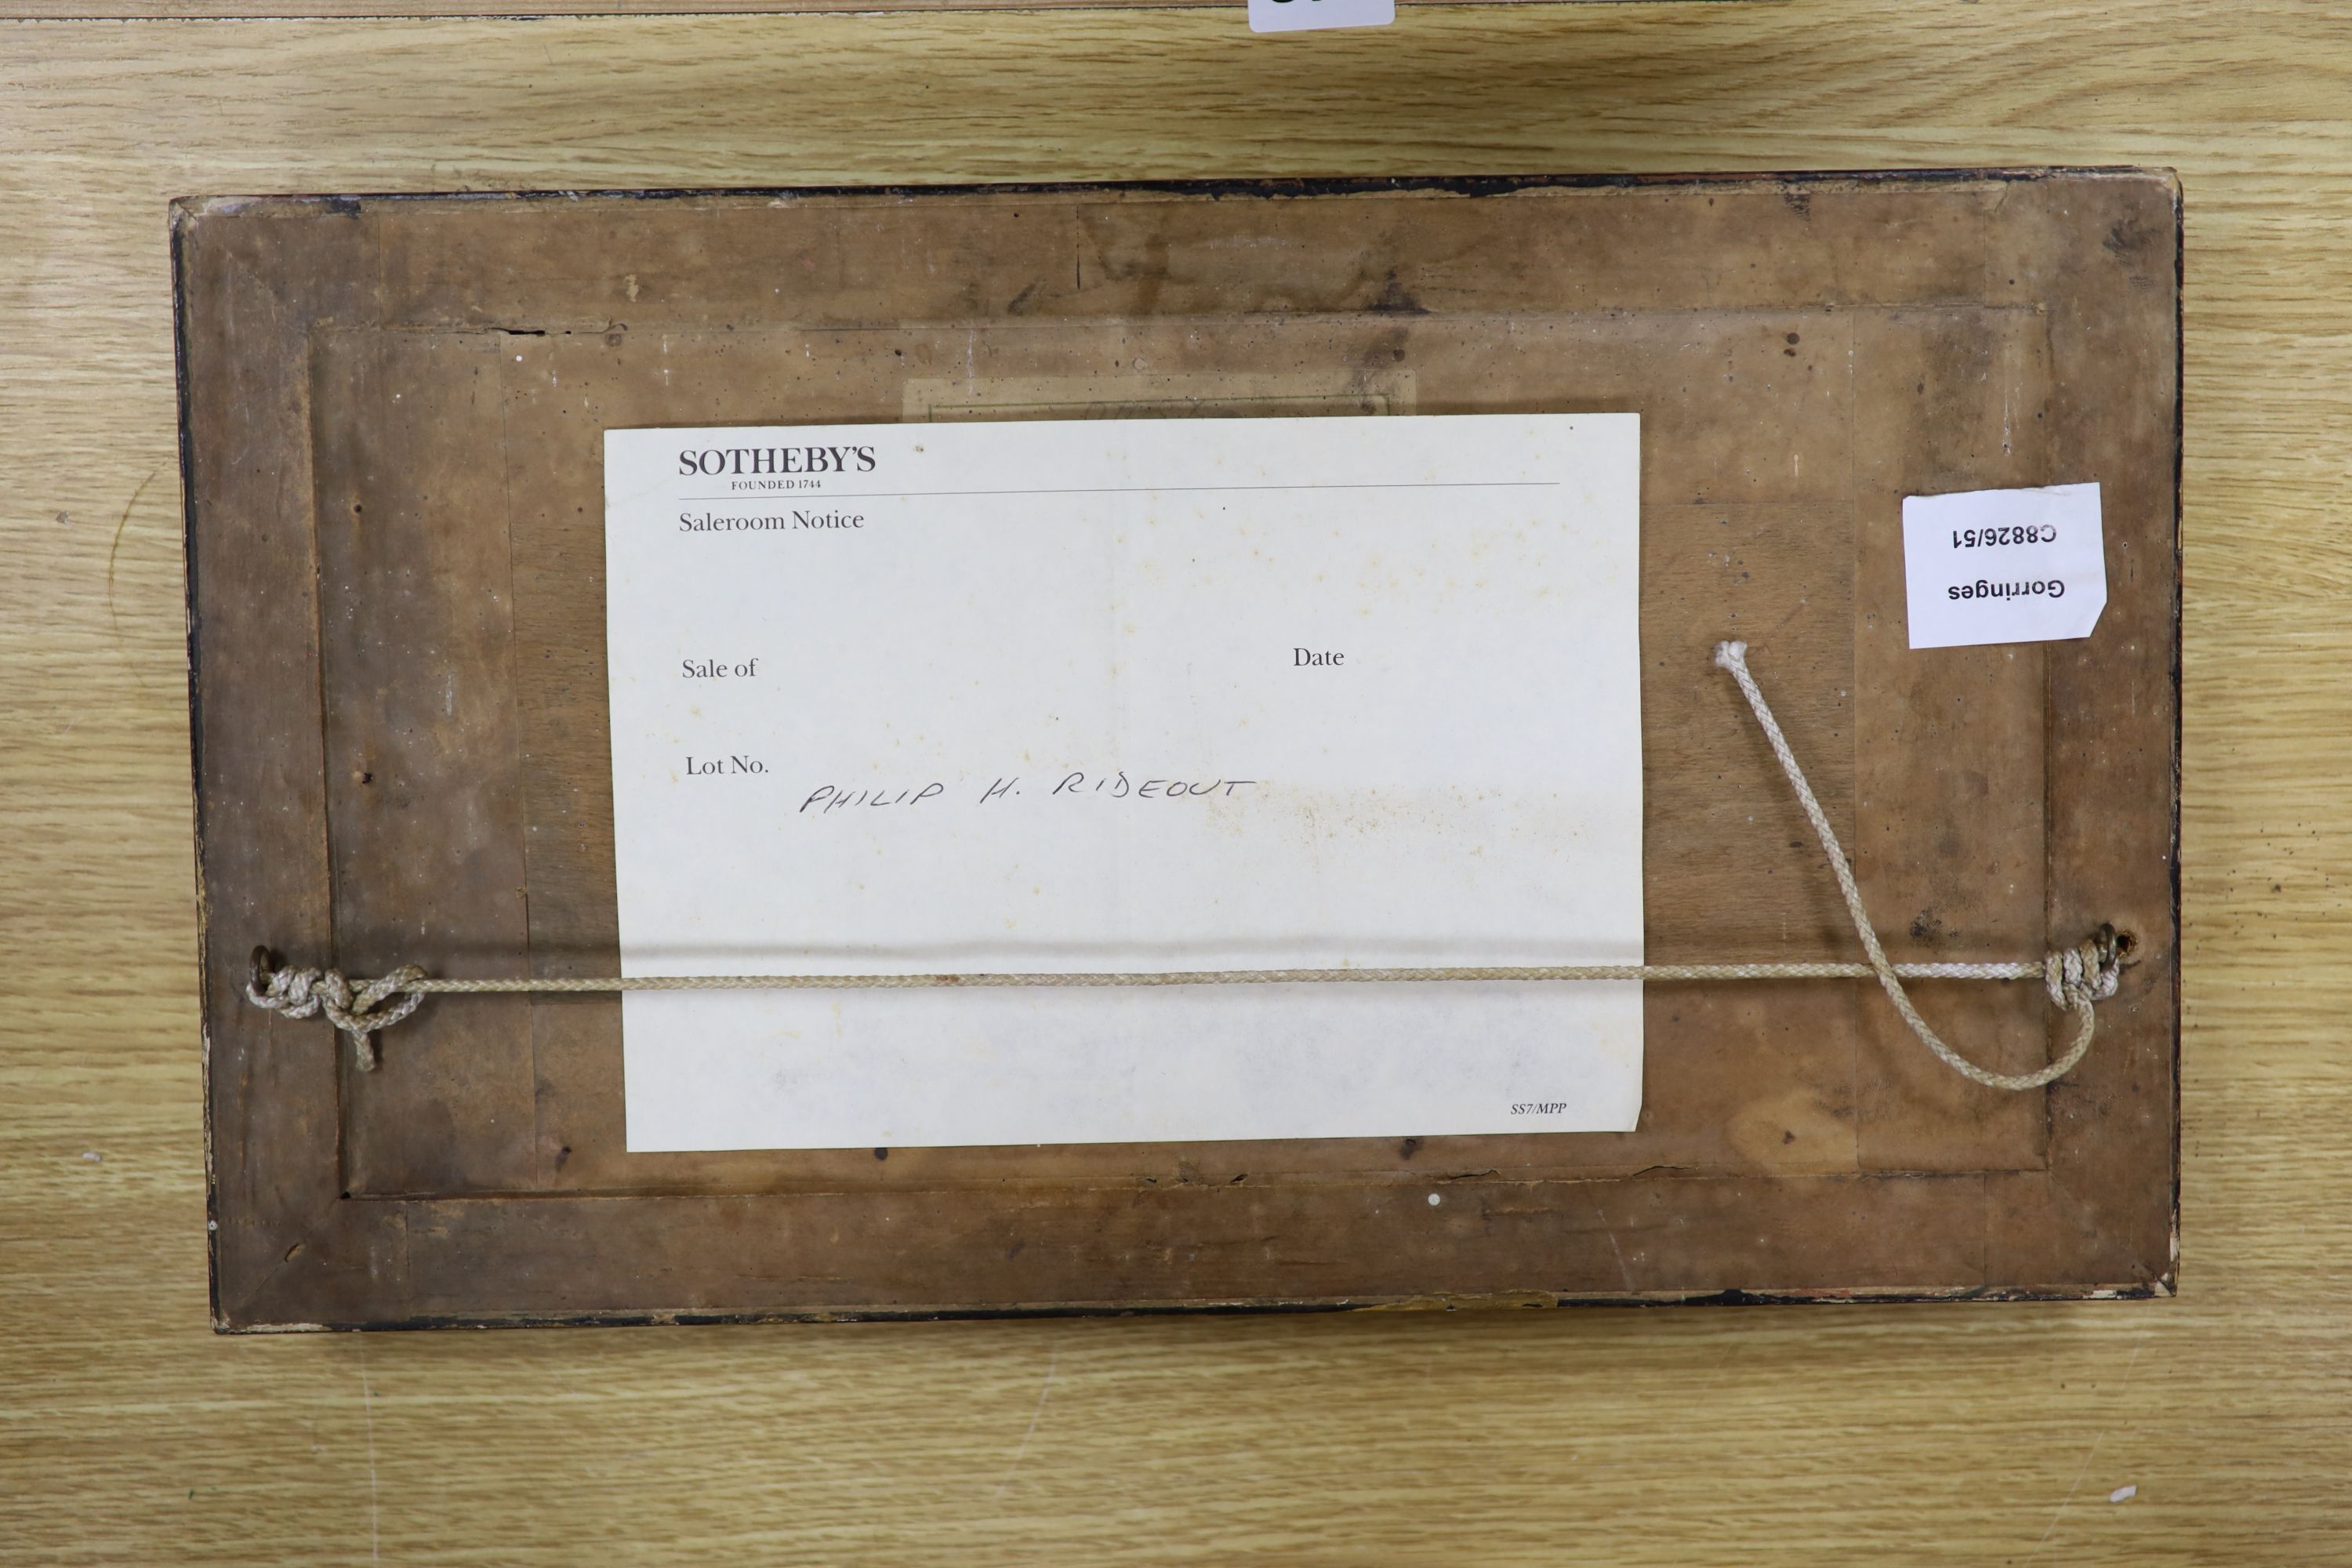 SOTHEBY'S
FOUNDED 1744
Saleroom Notice
Sale of
Date
Lot No.
PHILIP H. RIDEOUT
SS7/MPP
Gorringes
C8826/51